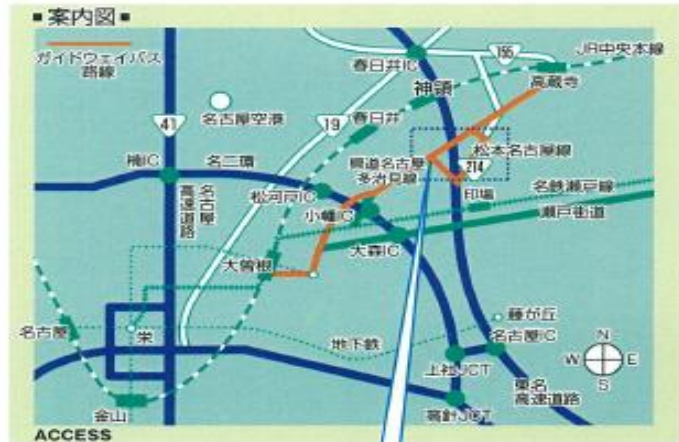 ■案内図■
ガイドウェイバス
路線
155
JR中央本線
春日井IC
高蔵寺
神領
名古屋空港
41
19
春日井
松本名古屋線
県道名古屋
多治見線
214
楠IC
名二環
松河戸IC
印場
名鉄瀬戸線
小幡IC
瀬戸街道
名古屋
高速道路
大森IC
大曽根
藤が丘
名古屋
栄
地下鉄
名古屋IC
N
W
E
S
上社JCT
東名
高速道路
高針JCT
金山
ACCESS